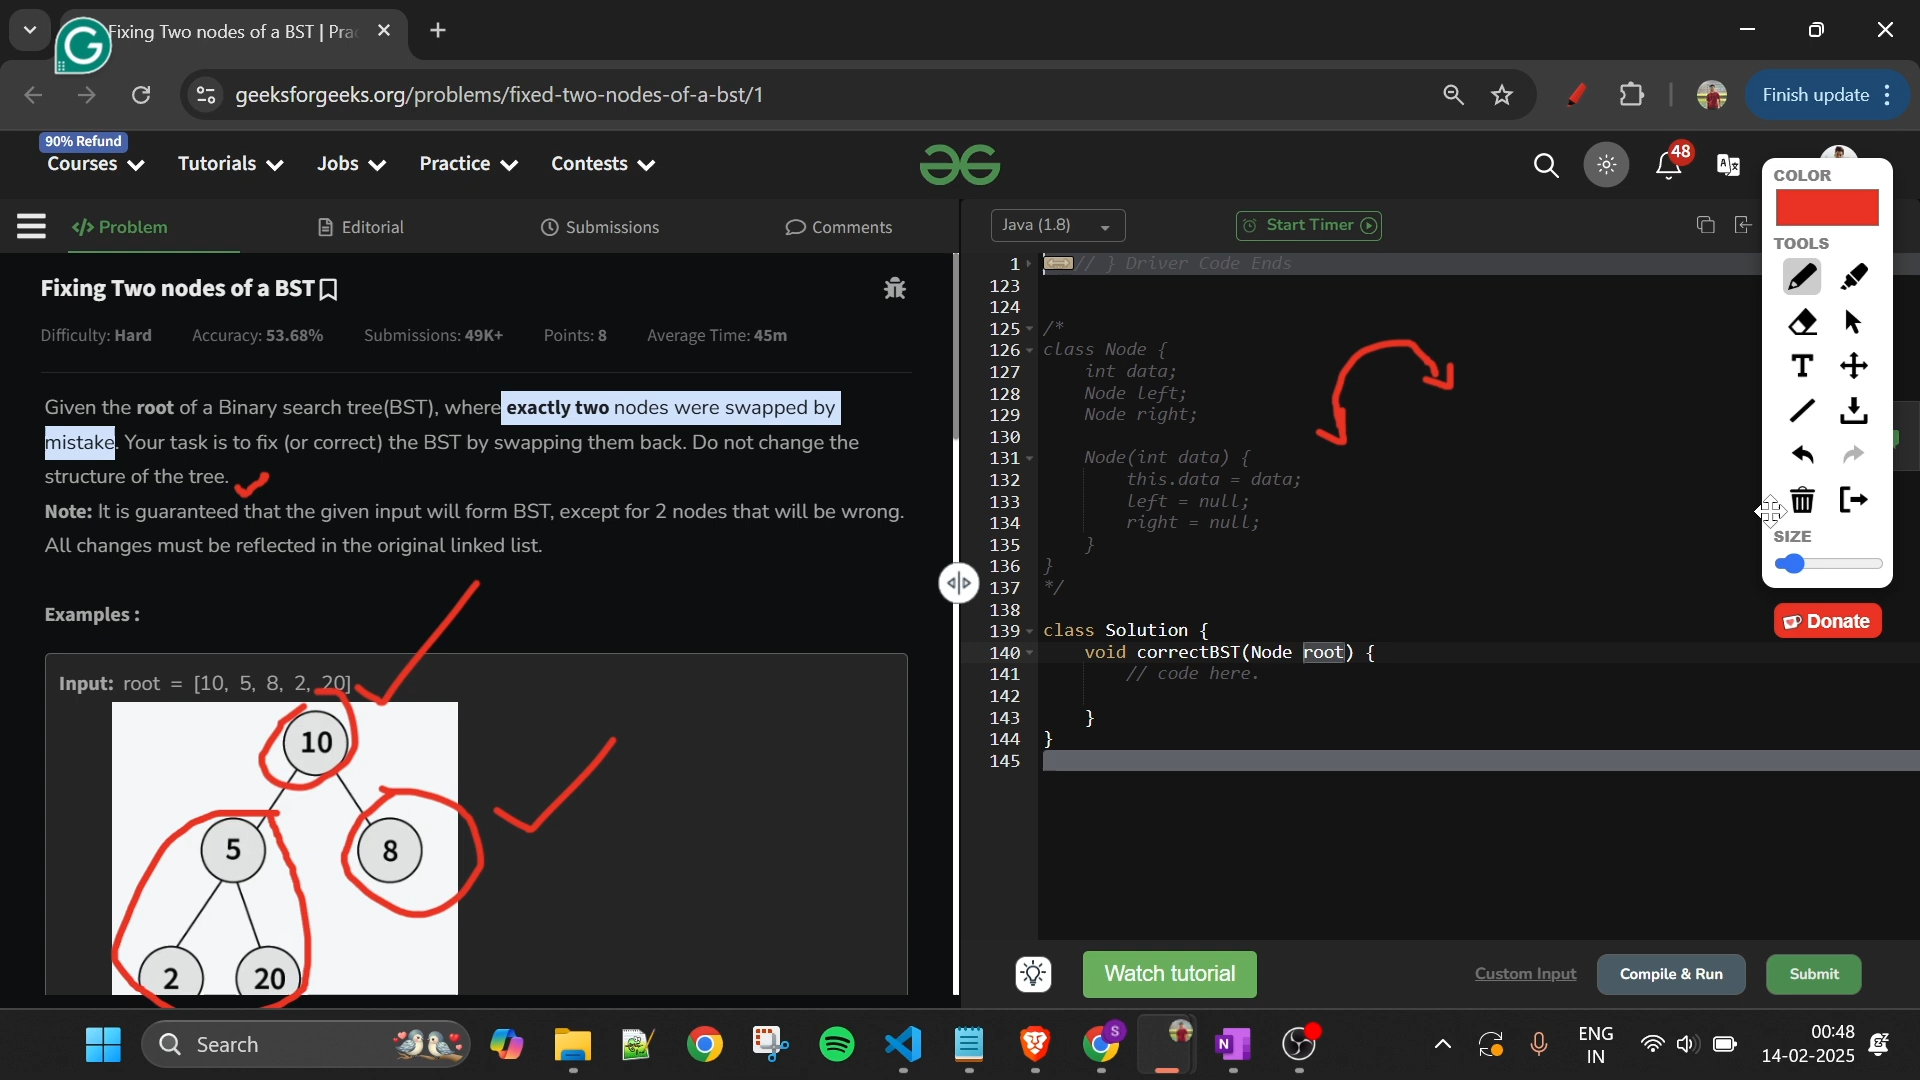 Fixing Two nodes of a BST | Prac
geeksforgeeks.org/problems/fixed-two-nodes-of-a-bst/1
Finish update
90% Refund
Courses
Tutorials
Jobs
Practice
Contests
48
Problem
Editorial
Submissions
Comments
Java (1.8)
Start Timer
Fixing Two nodes of a BST
Difficulty: Hard
Accuracy: 53.68%
Submissions: 49K+
Points: 8
Average Time: 45m
Given the root of a Binary search tree(BST), where exactly two nodes were swapped by
mistake. Your task is to fix (or correct) the BST by swapping them back. Do not change the
structure of the tree.
Note: It is guaranteed that the given input will form BST, except for 2 nodes that will be wrong.
All changes must be reflected in the original linked list.
Examples :
Input: root = [10, 5, 8, 2, 20]
10
5
8
2
20
1 // } Driver Code Ends
123
124
125 /*
126 class Node {
127 int data;
128 Node left;
129 Node right;
130
131 Node(int data) {
132 this.data = data;
133 left = null;
134 right = null;
135 }
136 }
137 */
138
139 class Solution {
140 void correctBST(Node root) {
141 // code here.
142
143 }
144 }
145
COLOR
TOOLS
T
SIZE
Donate
Watch tutorial
Custom Input
Compile & Run
Submit
Search
S
N
ENG
IN
00:48
14-02-2025